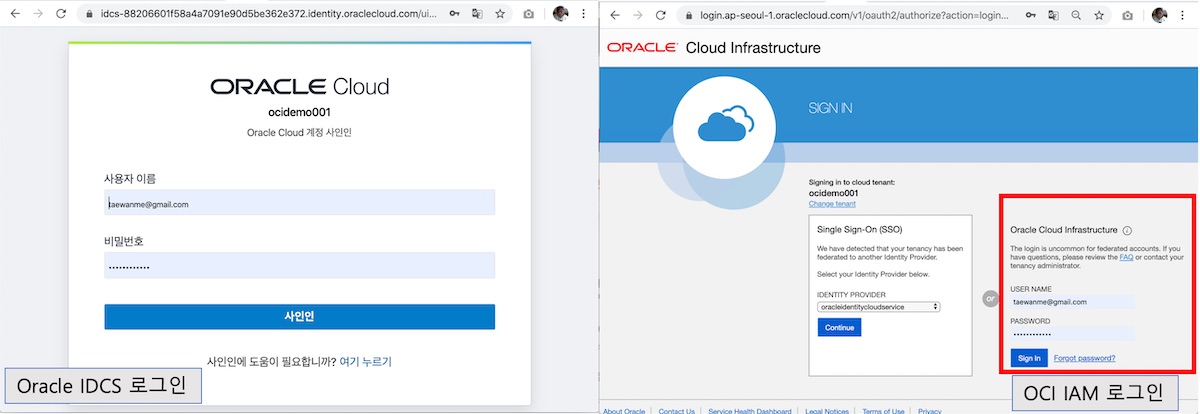 idcs-88206601f58a4a7091e90d5be362e372.identity.oraclecloud.com/ui...
ORACLE Cloud
ocidemo001
Oracle Cloud 계정 사인인
사용자 이름
taewanme@gmail.com
비밀번호
••••••••••••
사인인
사인인에 도움이 필요합니까? 여기 누르기
Oracle IDCS 로그인
login.ap-seoul-1.oraclecloud.com/v1/oauth2/authorize?action=login...
ORACLE® Cloud Infrastructure
SIGN IN
Signing in to cloud tenant:
ocidemo001
Change tenant
Single Sign-On (SSO)
We have detected that your tenancy has been
federated to another Identity Provider.
Select your Identity Provider below.
IDENTITY PROVIDER
oracleidentitycloudservice
Continue
or
Oracle Cloud Infrastructure
The login is uncommon for federated accounts. If you
have questions, please review the FAQ or contact your
tenancy administrator.
USER NAME
taewanme@gmail.com
PASSWORD
••••••••••••
Sign In Forgot password?
OCI IAM 로그인
About Oracle | Contact Us | Service Health Dashboard | Legal Notices | Terms of Use | Privacy